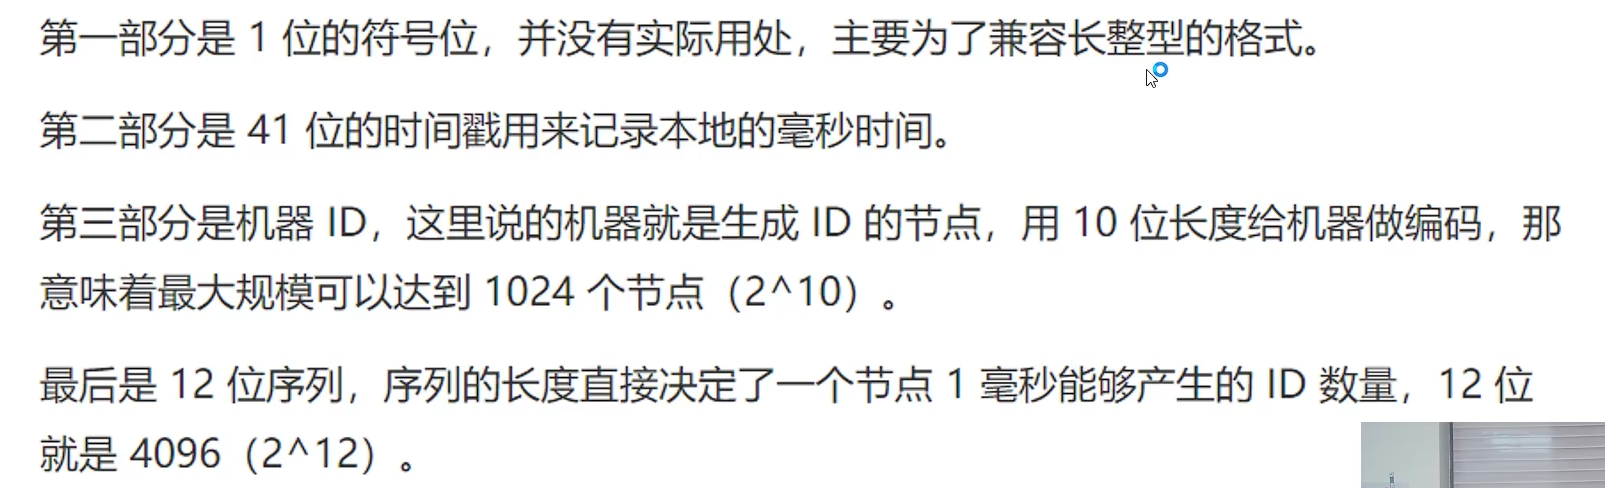 第一部分是 1 位的符号位，并没有实际用处，主要为了兼容长整型的格式。
第二部分是 41 位的时间戳用来记录本地的毫秒时间。
第三部分是机器 ID，这里说的机器就是生成 ID 的节点，用 10 位长度给机器做编码，那
意味着最大规模可以达到 1024 个节点（2^10）。
最后是 12 位序列，序列的长度直接决定了一个节点 1 毫秒能够产生的 ID 数量，12 位
就是 4096（2^12）。